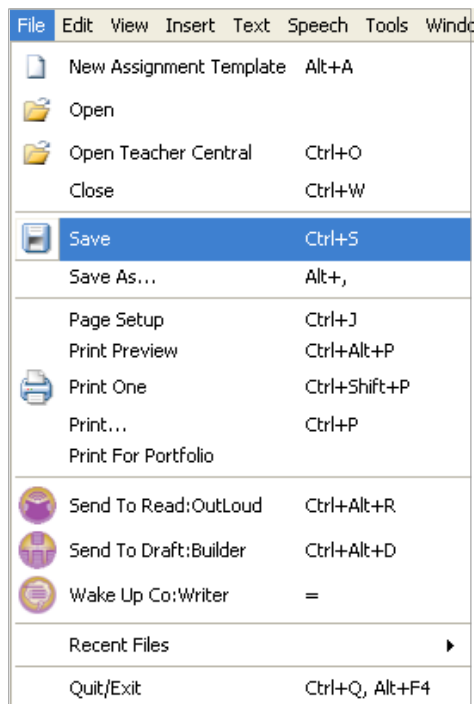 File Edit View Insert Text Speech Tools
New Assignment Template Alt+A
Open
Open Teacher Central Ctrl+O
Close Ctrl+W
Save Ctrl+S
Save As... Alt+,
Page Setup Ctrl+J
Print Preview Ctrl+Alt+P
Print One Ctrl+Shift+P
Print... Ctrl+P
Print For Portfolio
Send To Read:OutLoud Ctrl+Alt+R
Send To Draft:Builder Ctrl+Alt+D
Wake Up Co:Writer =
Recent Files
Quit/Exit Ctrl+Q, Alt+F4